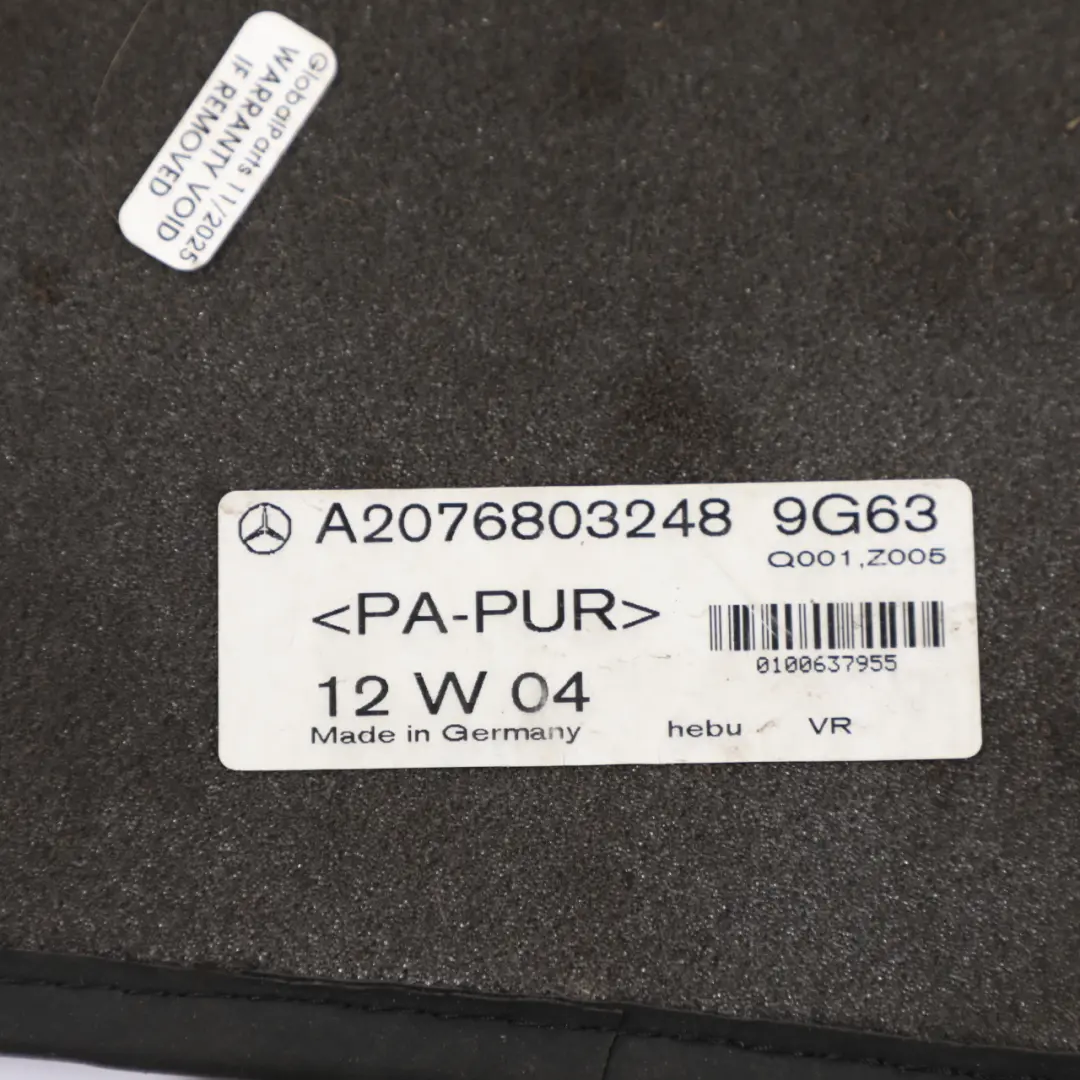 GlobalParts 11/2025
WARRANTY VOID
IF REMOVED
A2076803248 9G63
Q001,Z005
<PA-PUR>
0100637955
12 W 04
Made in Germany hebu VR